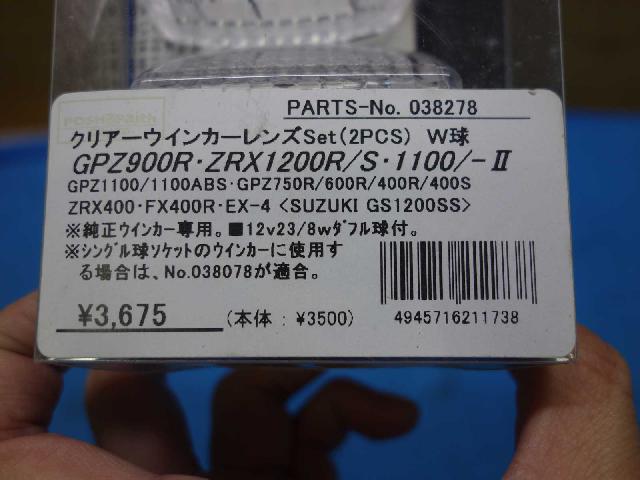 POSH Faith
PARTS-No. 038278
クリアーウインカーレンズSet(2PCS) W球
GPZ900R・ZRX1200R/S・1100/-Ⅱ
GPZ1100/1100ABS・GPZ750R/600R/400R/400S
ZRX400・FX400R・EX-4 <SUZUKI GS1200SS>
※純正ウインカー専用。■12v23/8wダブル球付。
※シングル球ソケットのウインカーに使用す
る場合は、No.038078が適合。
¥3,675 (本体 : ¥3500)
4945716211738